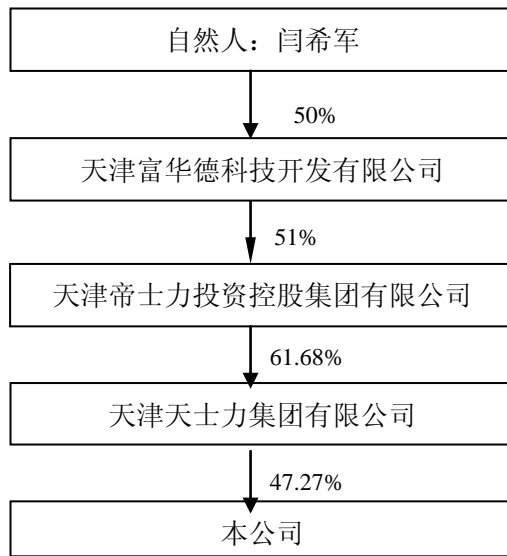 自然人：闫希军
50%
天津富华德科技开发有限公司
51%
天津帝士力投资控股集团有限公司
61.68%
天津天士力集团有限公司
47.27%
本公司